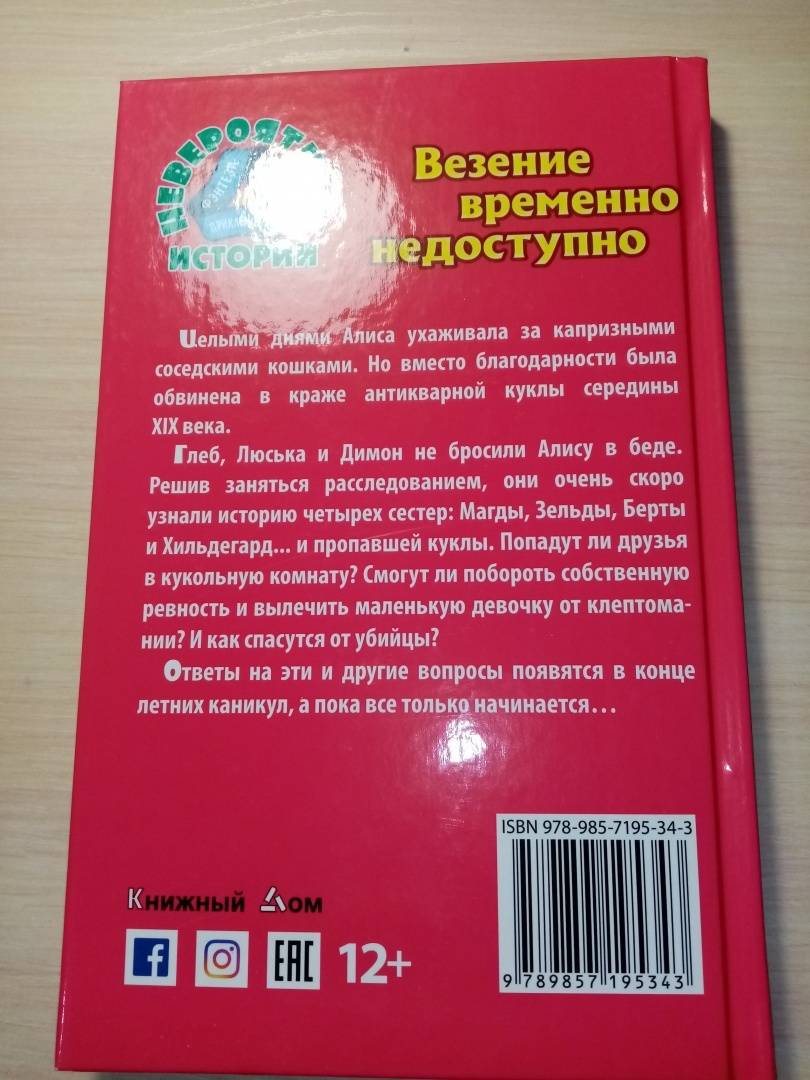 НЕВЕРОЯТН
ФЭНТЕЗИ
ИСТОРИИ
Везение
временно
недоступно
Целыми днями Алиса ухаживала за капризными
соседскими кошками. Но вместо благодарности была
обвинена в краже антикварной куклы середины
XIX века.
Глеб, Люська и Димон не бросили Алису в беде.
Решив заняться расследованием, они очень скоро
узнали историю четырех сестер: Магды, Зельды, Берты
и Хильдегард... и пропавшей куклы. Попадут ли друзья
в кукольную комнату? Смогут ли побороть собственную
ревность и вылечить маленькую девочку от клептома-
нии? И как спасутся от убийцы?
Ответы на эти и другие вопросы появятся в конце
летних каникул, а пока все только начинается...
ISBN 978-985-7195-34-3
9 789857 195343
Книжный Дом
f
EAC
12+